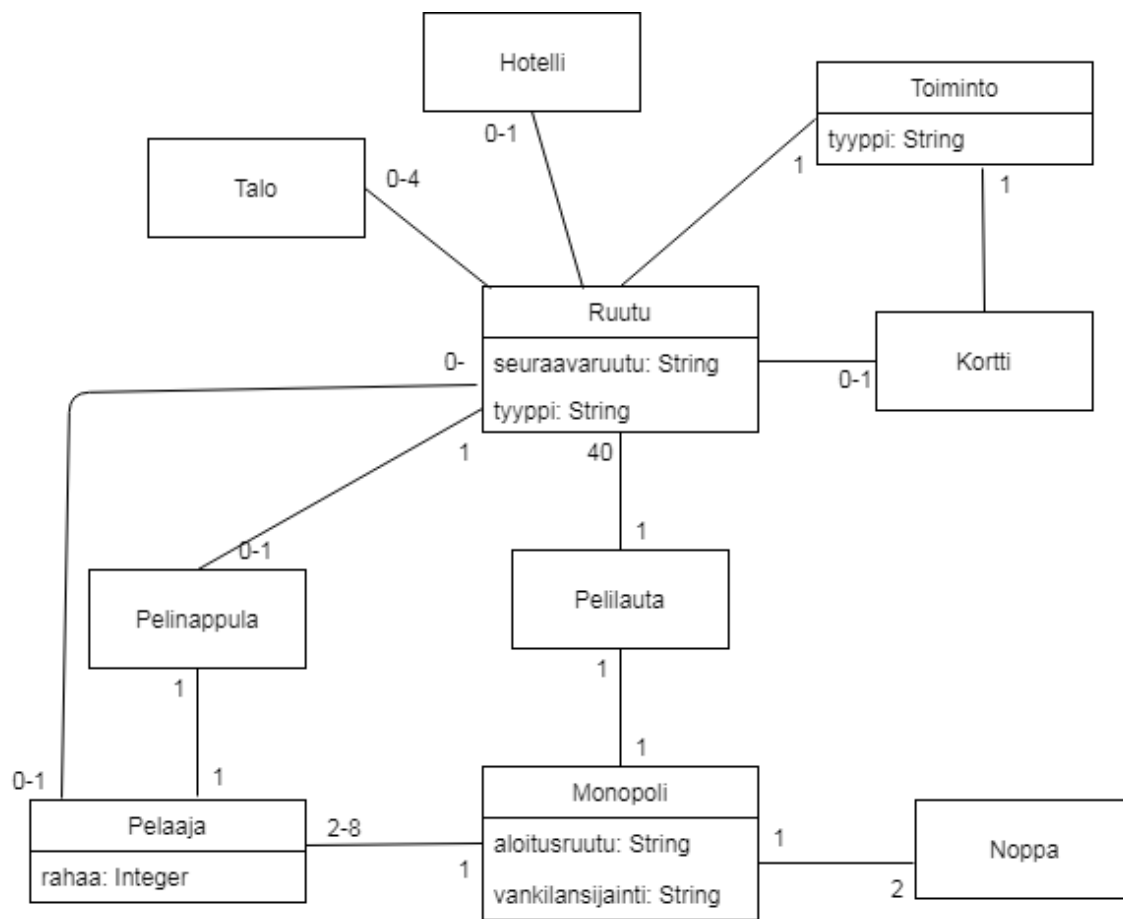 Hotelli
0-1
Toiminto
tyyppi: String
1
1
Talo
0-4
Ruutu
seuraavaruutu: String
tyyppi: String
0-
1
40
Kortti
0-1
0-1
Pelinappula
1
1
Pelilauta
1
1
0-1
Pelaaja
rahaa: Integer
2-8
1
Monopoli
aloitusruutu: String
vankilansijainti: String
1
2
Noppa